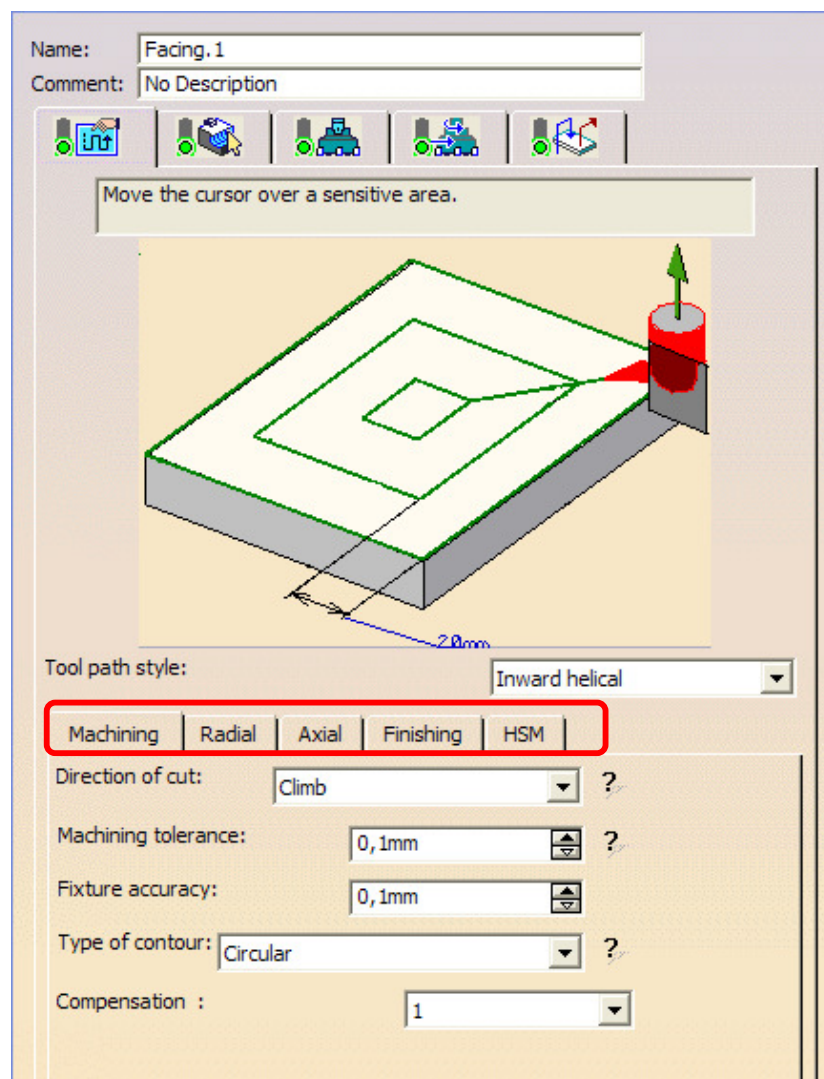 Name: Facing.1
Comment: No Description
Move the cursor over a sensitive area.
20mm
Tool path style: Inward helical
Machining Radial Axial Finishing HSM
Direction of cut: Climb ?
Machining tolerance: 0,1mm ?
Fixture accuracy: 0,1mm
Type of contour: Circular ?
Compensation : 1